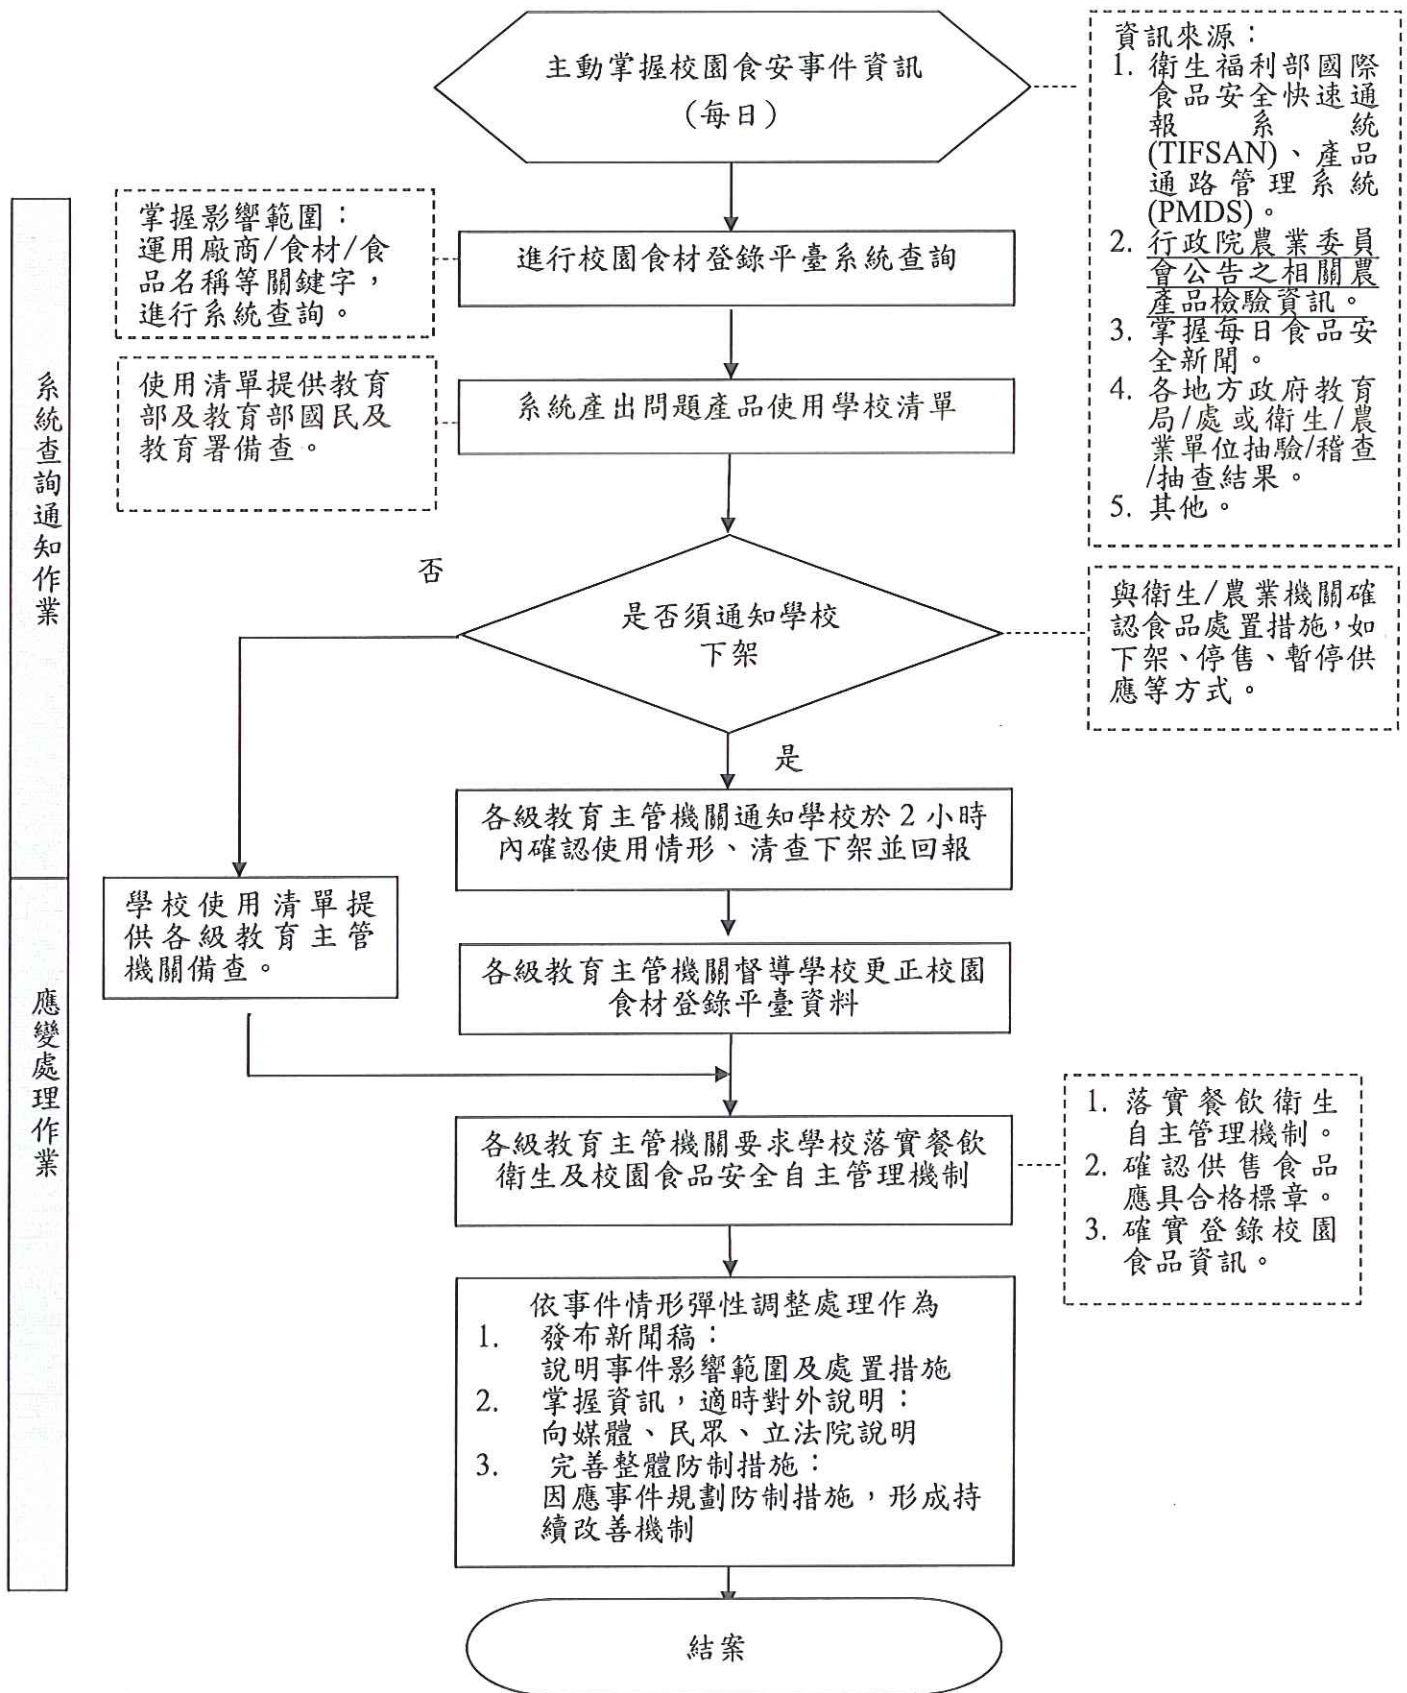 主動掌握校園食安事件資訊
(每日)
資訊來源：
1. 衛生福利部國際
食品安全快速通
報系統
(TIFSAN)、產品
通路管理系統
(PMDS)。
2. 行政院農業委員
會公告之相關農
產品檢驗資訊。
3. 掌握每日食品安
全新聞。
4. 各地方政府教育
局/處或衛生/農
業單位抽驗/稽查
/抽查結果。
5. 其他。
系統查詢通知作業
掌握影響範圍：
運用廠商/食材/食
品名稱等關鍵字，
進行系統查詢。
進行校園食材登錄平臺系統查詢
使用清單提供教育
部及教育部國民及
教育署備查。
系統產出問題產品使用學校清單
否
是否須通知學校
下架
與衛生/農業機關確
認食品處置措施，如
下架、停售、暫停供
應等方式。
是
各級教育主管機關通知學校於2小時
內確認使用情形、清查下架並回報
應變處理作業
學校使用清單提
供各級教育主管
機關備查。
各級教育主管機關督導學校更正校園
食材登錄平臺資料
各級教育主管機關要求學校落實餐飲
衛生及校園食品安全自主管理機制
1. 落實餐飲衛生
自主管理機制。
2. 確認供售食品
應具合格標章。
3. 確實登錄校園
食品資訊。
依事件情形彈性調整處理作為
1. 發布新聞稿：
說明事件影響範圍及處置措施
2. 掌握資訊，適時對外說明：
向媒體、民眾、立法院說明
3. 完善整體防制措施：
因應事件規劃防制措施，形成持
續改善機制
結案